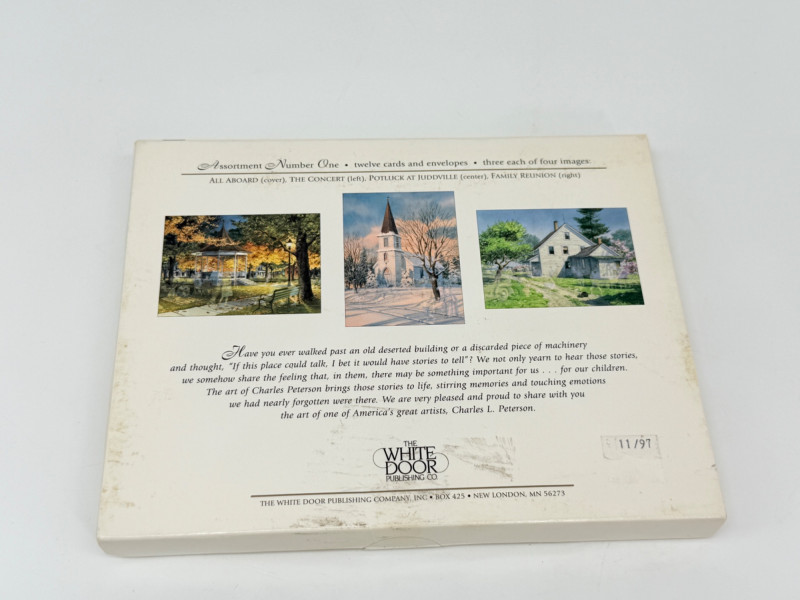 Assortment Number One • twelve cards and envelopes • three each of four images:
ALL ABOARD (cover), THE CONCERT (left), POTLUCK AT JUDDVILLE (center), FAMILY REUNION (right)
Have you ever walked past an old deserted building or a discarded piece of machinery
and thought, "If this place could talk, I bet it would have stories to tell"? We not only yearn to hear those stories,
we somehow share the feeling that, in them, there may be something important for us . . . for our children.
The art of Charles Peterson brings those stories to life, stirring memories and touching emotions
we had nearly forgotten were there. We are very pleased and proud to share with you
the art of one of America's great artists, Charles L. Peterson.
THE
WHITE
DOOR
PUBLISHING CO.
11/97
THE WHITE DOOR PUBLISHING COMPANY, INC • BOX 425 • NEW LONDON, MN 56273